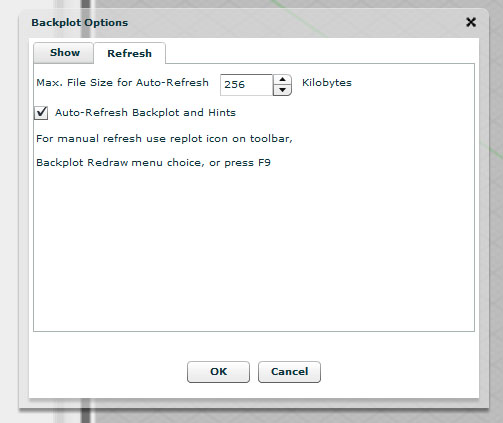 Backplot Options
Show Refresh
Max. File Size for Auto-Refresh 256 Kilobytes
Auto-Refresh Backplot and Hints
For manual refresh use replot icon on toolbar,
Backplot Redraw menu choice, or press F9
OK Cancel